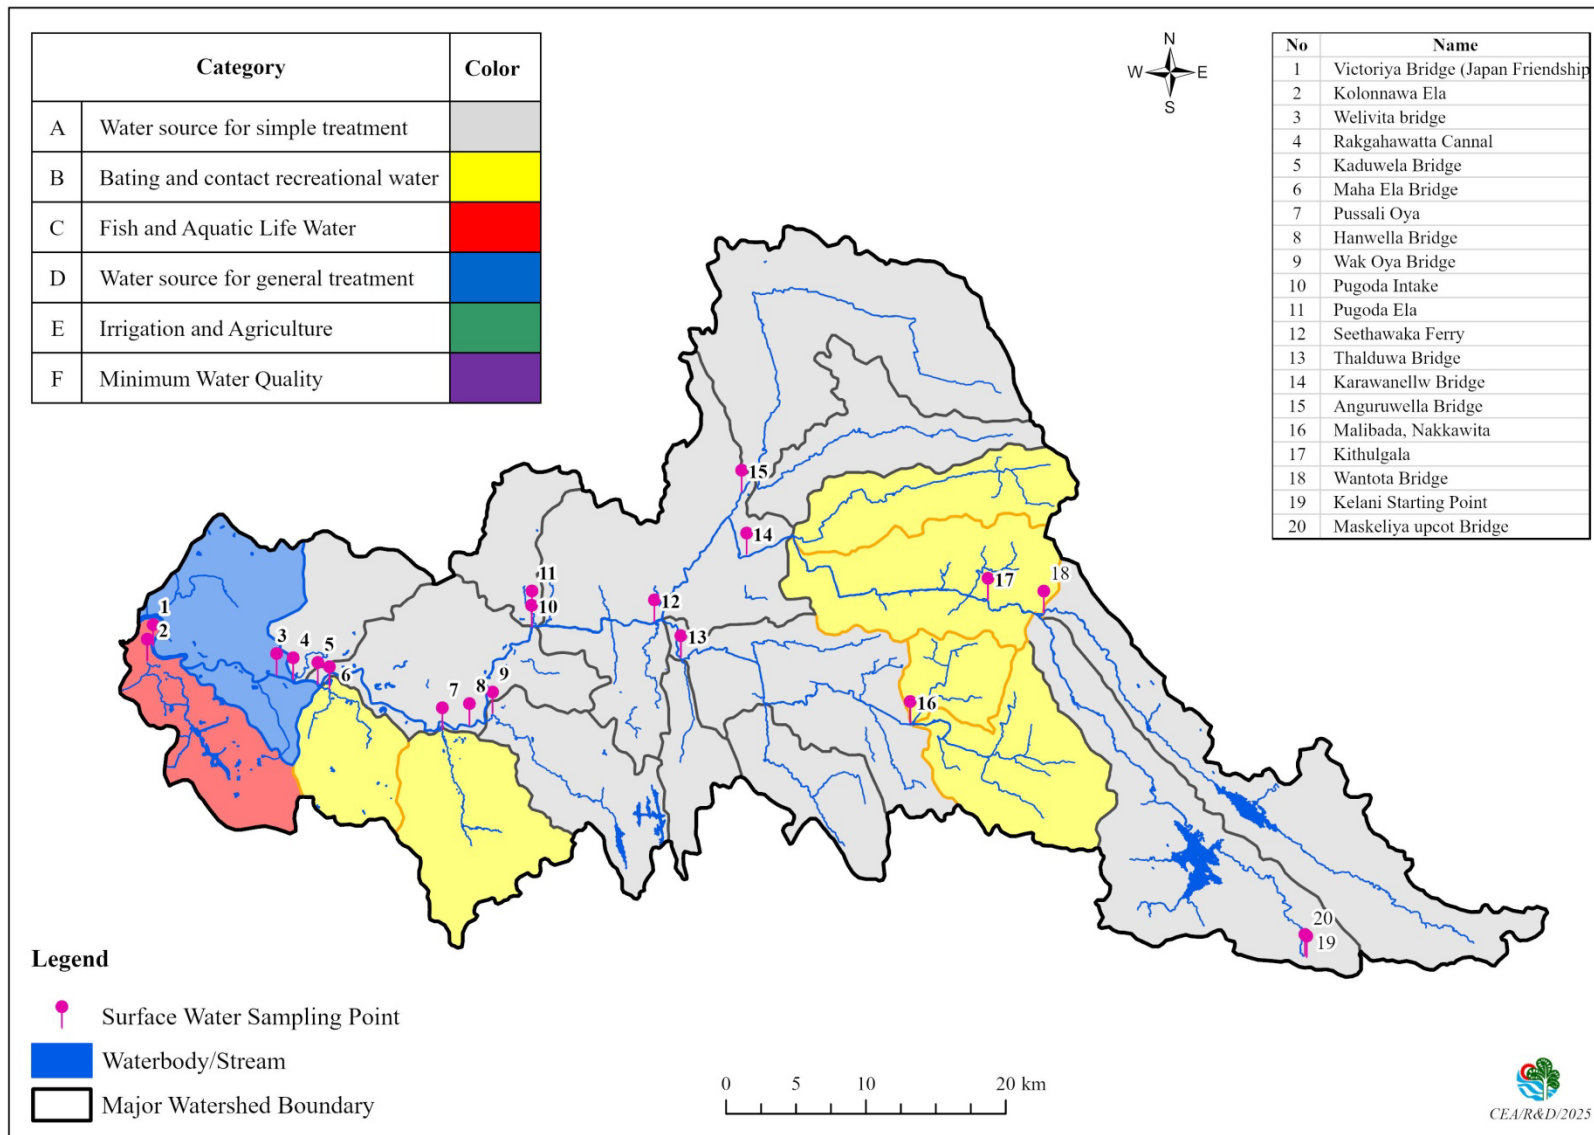 Category Color
A Water source for simple treatment
B Bating and contact recreational water
C Fish and Aquatic Life Water
D Water source for general treatment
E Irrigation and Agriculture
F Minimum Water Quality
N
W E
S
No Name
1 Victoriya Bridge (Japan Friendship
2 Kolonnawa Ela
3 Welivita bridge
4 Rakgahawatta Cannal
5 Kaduwela Bridge
6 Maha Ela Bridge
7 Pussali Oya
8 Hanwella Bridge
9 Wak Oya Bridge
10 Pugoda Intake
11 Pugoda Ela
12 Seethawaka Ferry
13 Thalduwa Bridge
14 Karawanellw Bridge
15 Anguruwella Bridge
16 Malibada, Nakkawita
17 Kithulgala
18 Wantota Bridge
19 Kelani Starting Point
20 Maskeliya upcot Bridge
15
14
11
10
12
17
18
1
2
13
3
4
5
6
9
7
8
16
20
19
Legend
Surface Water Sampling Point
Waterbody/Stream
Major Watershed Boundary
0 5 10 20 km
CEA/R&D/2025